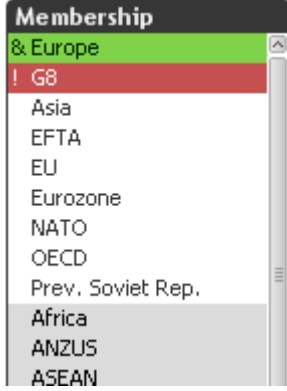 Membership
& Europe
! G8
Asia
EFTA
EU
Eurozone
NATO
OECD
Prev. Soviet Rep.
Africa
ANZUS
ASEAN